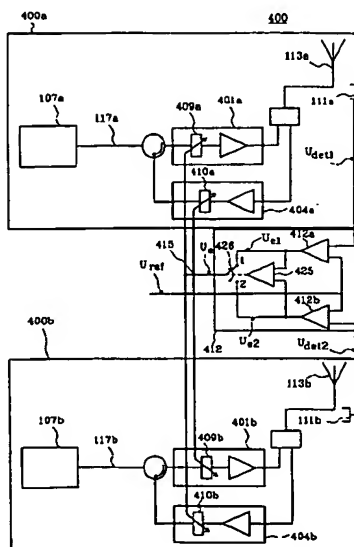 400a
400
113a
409a
401a
107a
117a
111a
Udet1
410a
404a
415
Ue
426
Ue1
412a
1
425
Uref
2
412b
412
Ue2
Udet2
400b
113b
409b
401b
107b
117b
111b
410b
404b